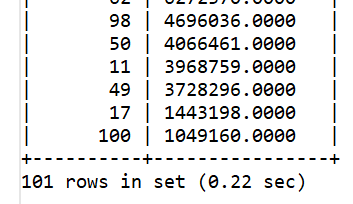 | 98 | 4696036.0000 |
| 50 | 4066461.0000 |
| 11 | 3968759.0000 |
| 49 | 3728296.0000 |
| 17 | 1443198.0000 |
| 100 | 1049160.0000 |
+----------+----------------+
101 rows in set (0.22 sec)